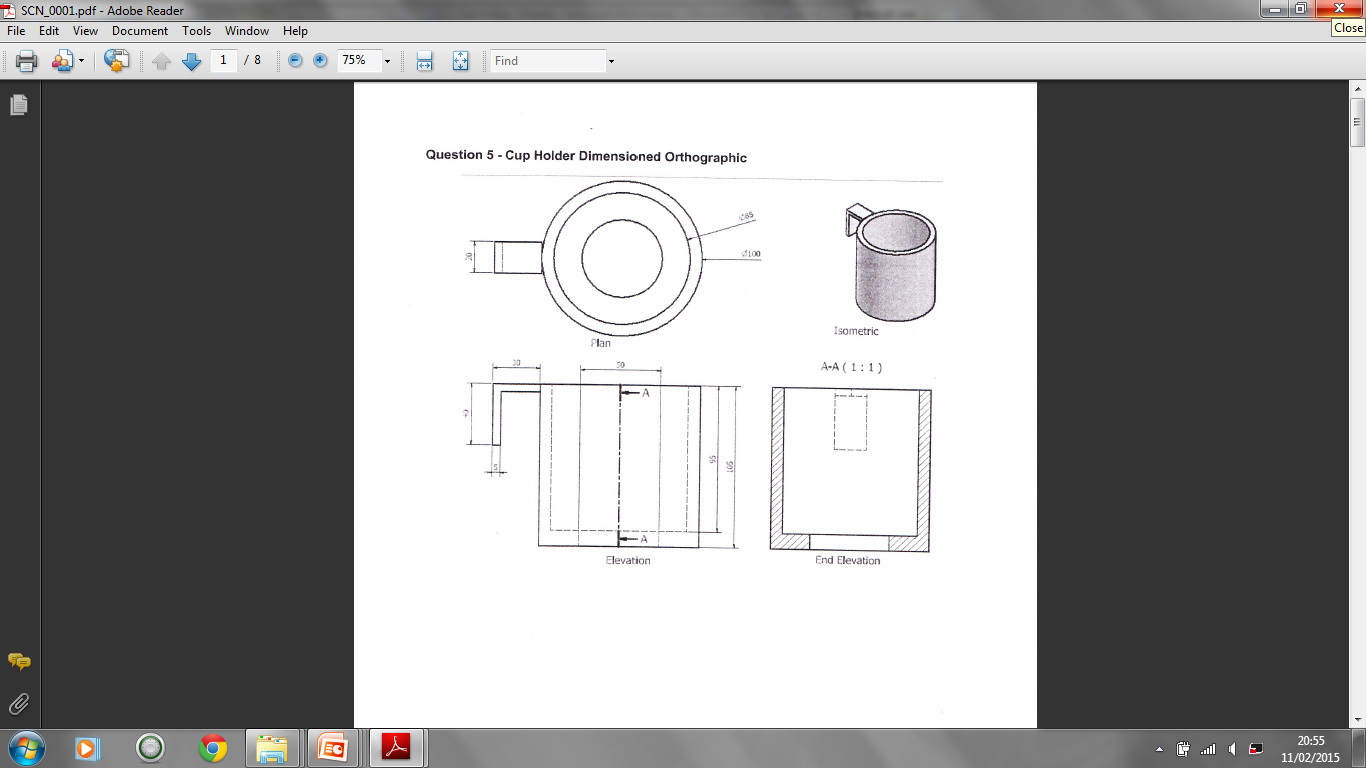 SCN_0001.pdf - Adobe Reader
Close
File Edit View Document Tools Window Help
1 / 8 75% Find
Question 5 - Cup Holder Dimensioned Orthographic
Ø85
Ø100
20
Plan
Isometric
30
50
A-A ( 1 : 1 )
A
40
5
95
105
A
Elevation
End Elevation
20:55
11/02/2015